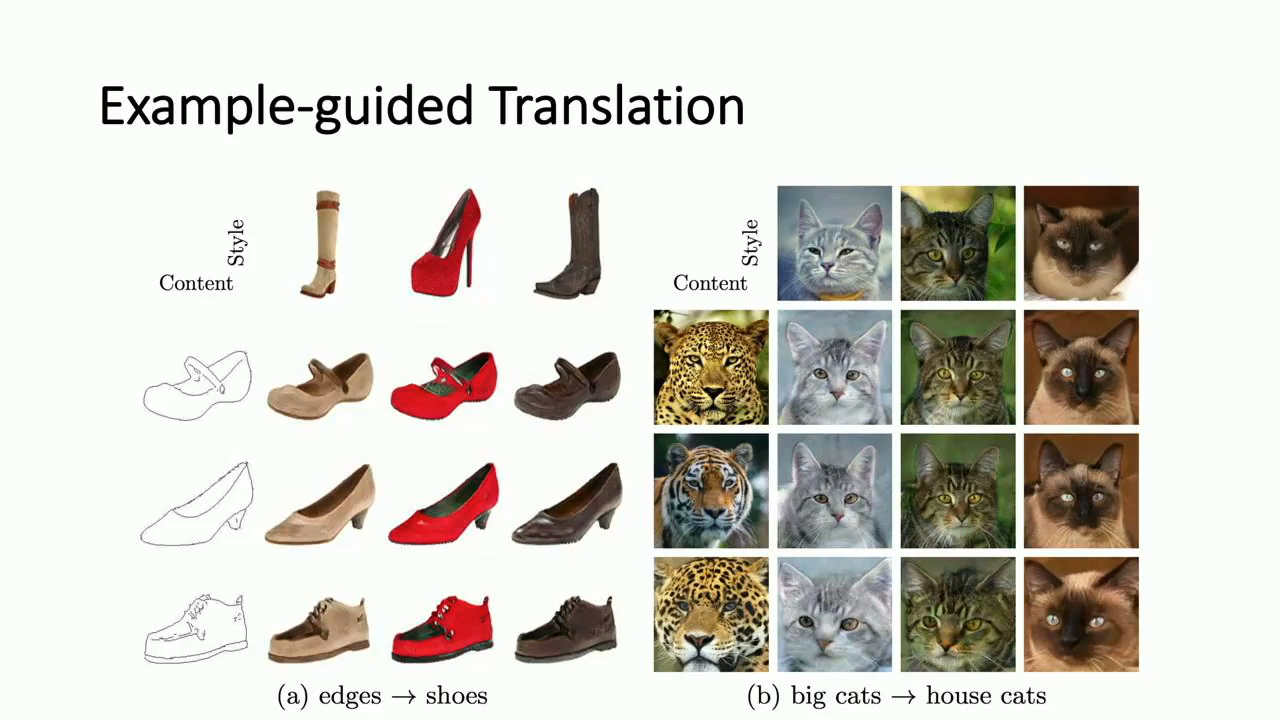 Example-guided Translation
Style
Content
Style
Content
(a) edges → shoes
(b) big cats → house cats